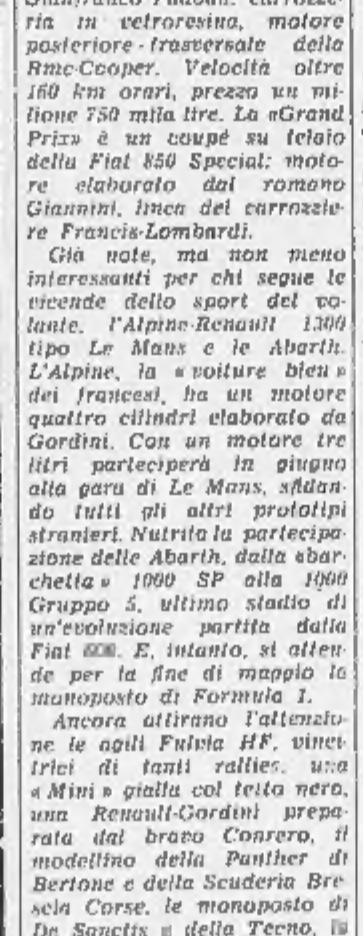 Gianfranco Padoan: carrozze-
ria in vetroresina, motore
posteriore-trasversale della
Rmc-Cooper. Velocità oltre
160 km orari, prezzo un mi-
lione 750 mila lire. La «Grand
Prix» è un coupé su telaio
della Fiat 850 Special: moto-
re elaborato dal romano
Giannini, linea del carrozzie-
re Francis-Lombardi.
Già note, ma non meno
interessanti per chi segue le
vicende dello sport del vo-
lante, l'Alpine-Renault 1300
tipo Le Mans e le Abarth.
L'Alpine, la « voiture bleu »
dei francesi, ha un motore
quattro cilindri elaborato da
Gordini. Con un motore tre
litri parteciperà in giugno
alla gara di Le Mans, sfidan-
do tutti gli altri prototipi
stranieri. Nutrita la partecipa-
zione delle Abarth, dalla «bar-
chetta » 1000 SP alla 1000
Gruppo 5, ultimo stadio di
un'evoluzione partita dalla
Fiat . E, intanto, si atten-
de per la fine di maggio la
monoposto di Formula 1.
Ancora attirano l'attenzio-
ne le agili Fulvia HF, vinci-
trici di tanti rallies, una
« Mini » gialla col tetto nero,
una Renault-Gordini prepa-
rata dal bravo Conrero, il
modellino della Panther di
Bertone e della Scuderia Bre-
scia Corse, le monoposto di
De Sanctis e della Tecno, la